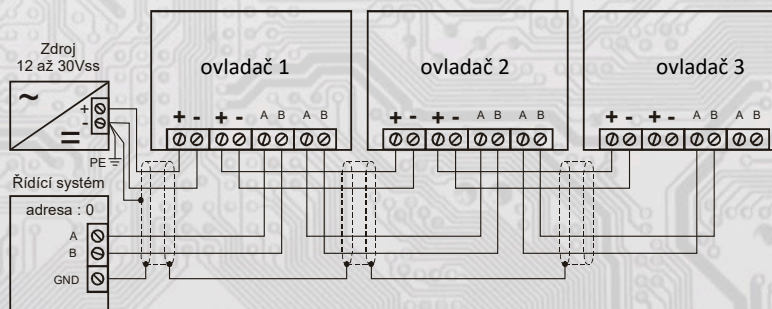 Zdroj
12 až 30Vss
~
=
+
-
PE
Řídící systém
adresa : 0
A
B
GND
ovladač 1
+ - + - A B A B
ovladač 2
+ - + - A B A B
ovladač 3
+ - + - A B A B